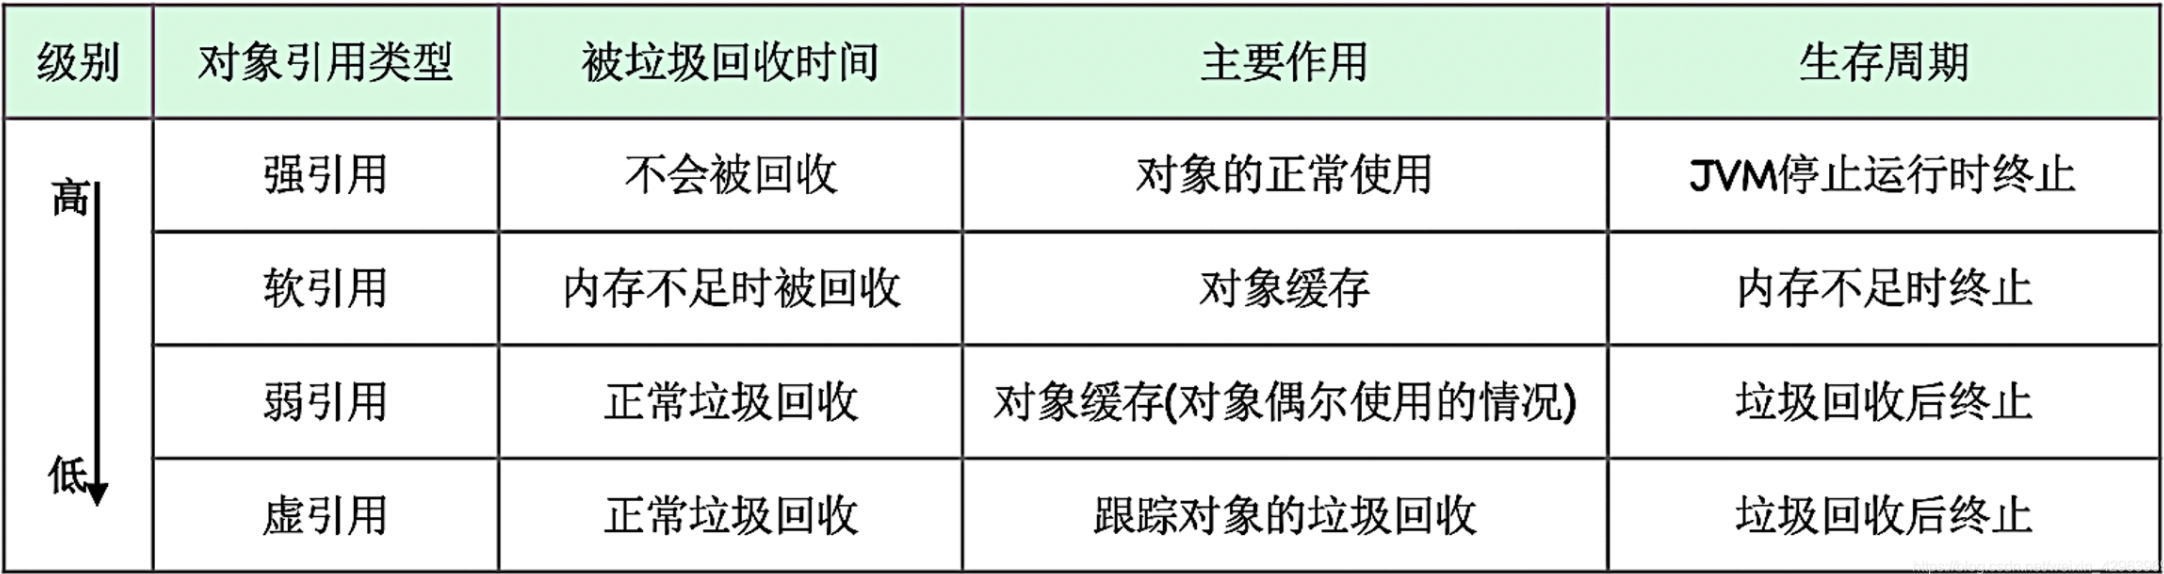 级别 对象引用类型 被垃圾回收时间 主要作用 生存周期
高 强引用 不会被回收 对象的正常使用 JVM停止运行时终止
软引用 内存不足时被回收 对象缓存 内存不足时终止
弱引用 正常垃圾回收 对象缓存(对象偶尔使用的情况) 垃圾回收后终止
低 虚引用 正常垃圾回收 跟踪对象的垃圾回收 垃圾回收后终止